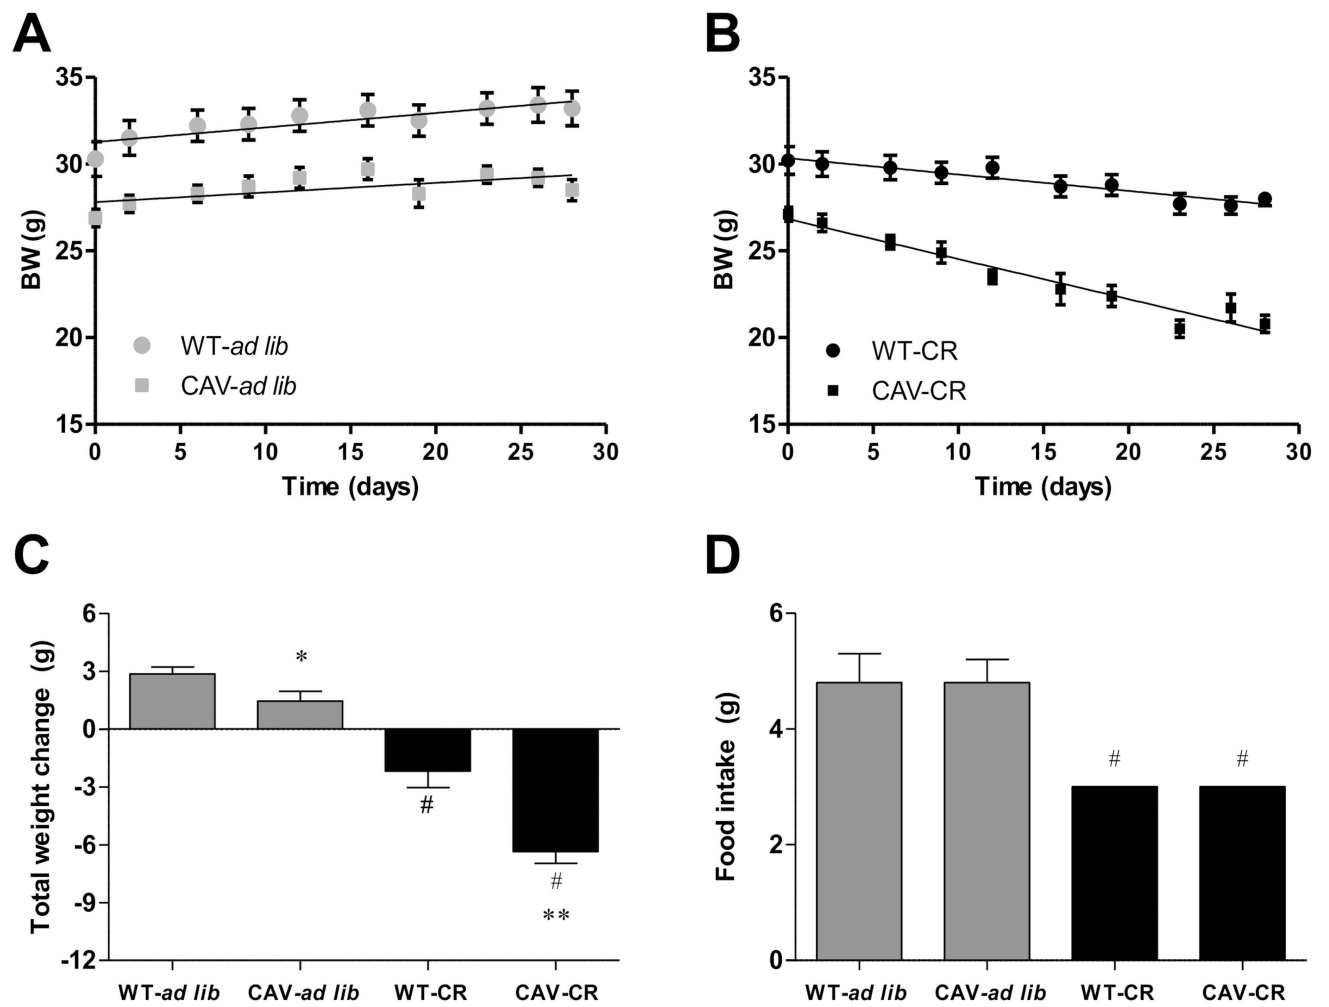 A
35
30
25
20
15
BW (g)
WT-ad lib
CAV-ad lib
0 5 10 15 20 25 30
Time (days)
B
35
30
25
20
15
BW (g)
WT-CR
CAV-CR
0 5 10 15 20 25 30
Time (days)
C
6
3
0
-3
-6
-9
-12
Total weight change (g)
*
#
#
**
WT-ad lib CAV-ad lib WT-CR CAV-CR
D
6
4
2
0
Food intake (g)
# #
WT-ad lib CAV-ad lib WT-CR CAV-CR